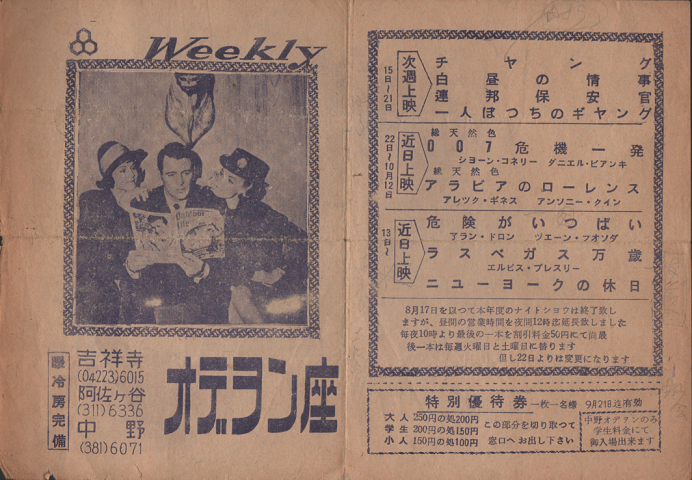 Weekly
Outdoor Life
冷房完備
吉祥寺
(04223)6015
阿佐ヶ谷
(311)6336
中野
(381)6071
オデヲン座
15日~21日
次週上映
チヤング
白昼の情事
連邦保安官
一人ぼつちのギヤング
22日~10月12日
近日上映
総天然色
007危機一発
シヨーン・コネリー ダニエル・ビアンキ
総天然色
アラビアのローレンス
アレツク・ギネス アンソニー・クイン
13日~
近日上映
危険がいつぱい
アラン・ドロン ヅエーン・フオンダ
ラスベガス万歳
エルビス・プレスリー
ニユーヨークの休日
8月17日を以つて本年度のナイトシヨウは終了致し
ますが、昼間の営業時間を夜間12時迄延長致しました
毎夜10時より最後の一本を割引料金50円にて尚最
後一本は毎週火曜日と土曜日に替ります
但し22日よりは変更になります
特別優待券 一枚一名様 9月21日迄有効
大人 250円の処200円
学生 200円の処150円
小人 150円の処100円
この部分を切り取つて
窓口へお出し下さい
中野オデヲンのみ
学生料金にて
御入場出来ます